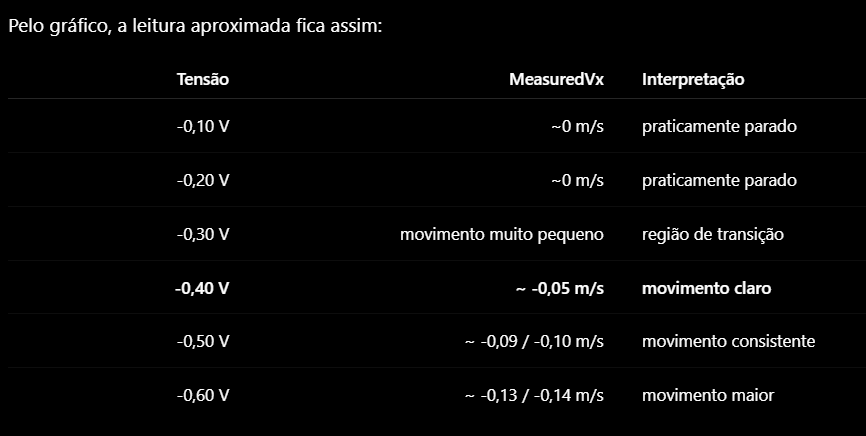 Pelo gráfico, a leitura aproximada fica assim:
Tensão MeasuredVx Interpretação
-0,10 V ~0 m/s praticamente parado
-0,20 V ~0 m/s praticamente parado
-0,30 V movimento muito pequeno região de transição
-0,40 V ~ -0,05 m/s movimento claro
-0,50 V ~ -0,09 / -0,10 m/s movimento consistente
-0,60 V ~ -0,13 / -0,14 m/s movimento maior